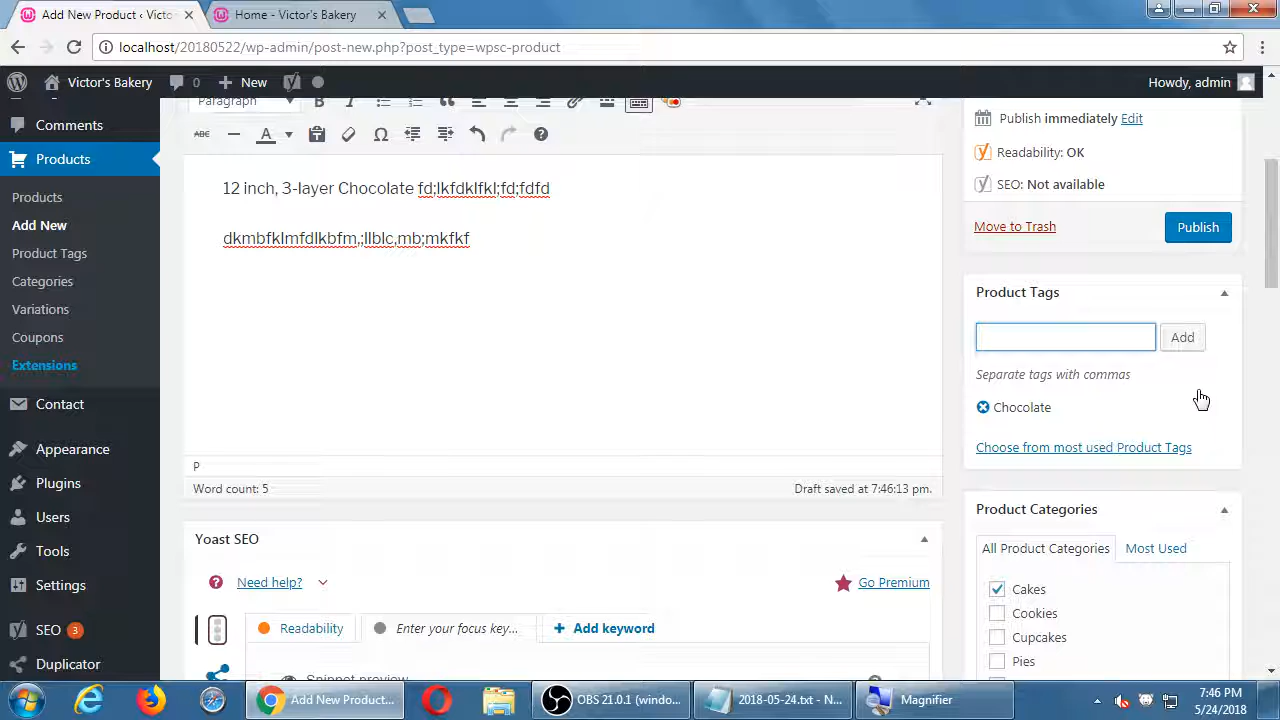 Add New Product ‹ Victo
Home - Victor's Bakery
localhost/20180522/wp-admin/post-new.php?post_type=wpsc-product
Victor's Bakery
0
New
Howdy, admin
Comments
Products
Products
Add New
Product Tags
Categories
Variations
Coupons
Extensions
Contact
Appearance
Plugins
Users
Tools
Settings
SEO 3
Duplicator
Paragraph
ABC
12 inch, 3-layer Chocolate fd;lkfdklfkl;fd;fdfd
dkmbfklmfdlkbfm,;llblc,mb;mkfkf
P
Word count: 5
Draft saved at 7:46:13 pm.
Yoast SEO
Need help?
Go Premium
Readability
Enter your focus key...
Add keyword
Snippet preview
Publish immediately Edit
Readability: OK
SEO: Not available
Move to Trash
Publish
Product Tags
Add
Separate tags with commas
Chocolate
Choose from most used Product Tags
Product Categories
All Product Categories
Most Used
Cakes
Cookies
Cupcakes
Pies
Add New Product...
OBS 21.0.1 (windo...
2018-05-24.txt - N...
Magnifier
7:46 PM
5/24/2018